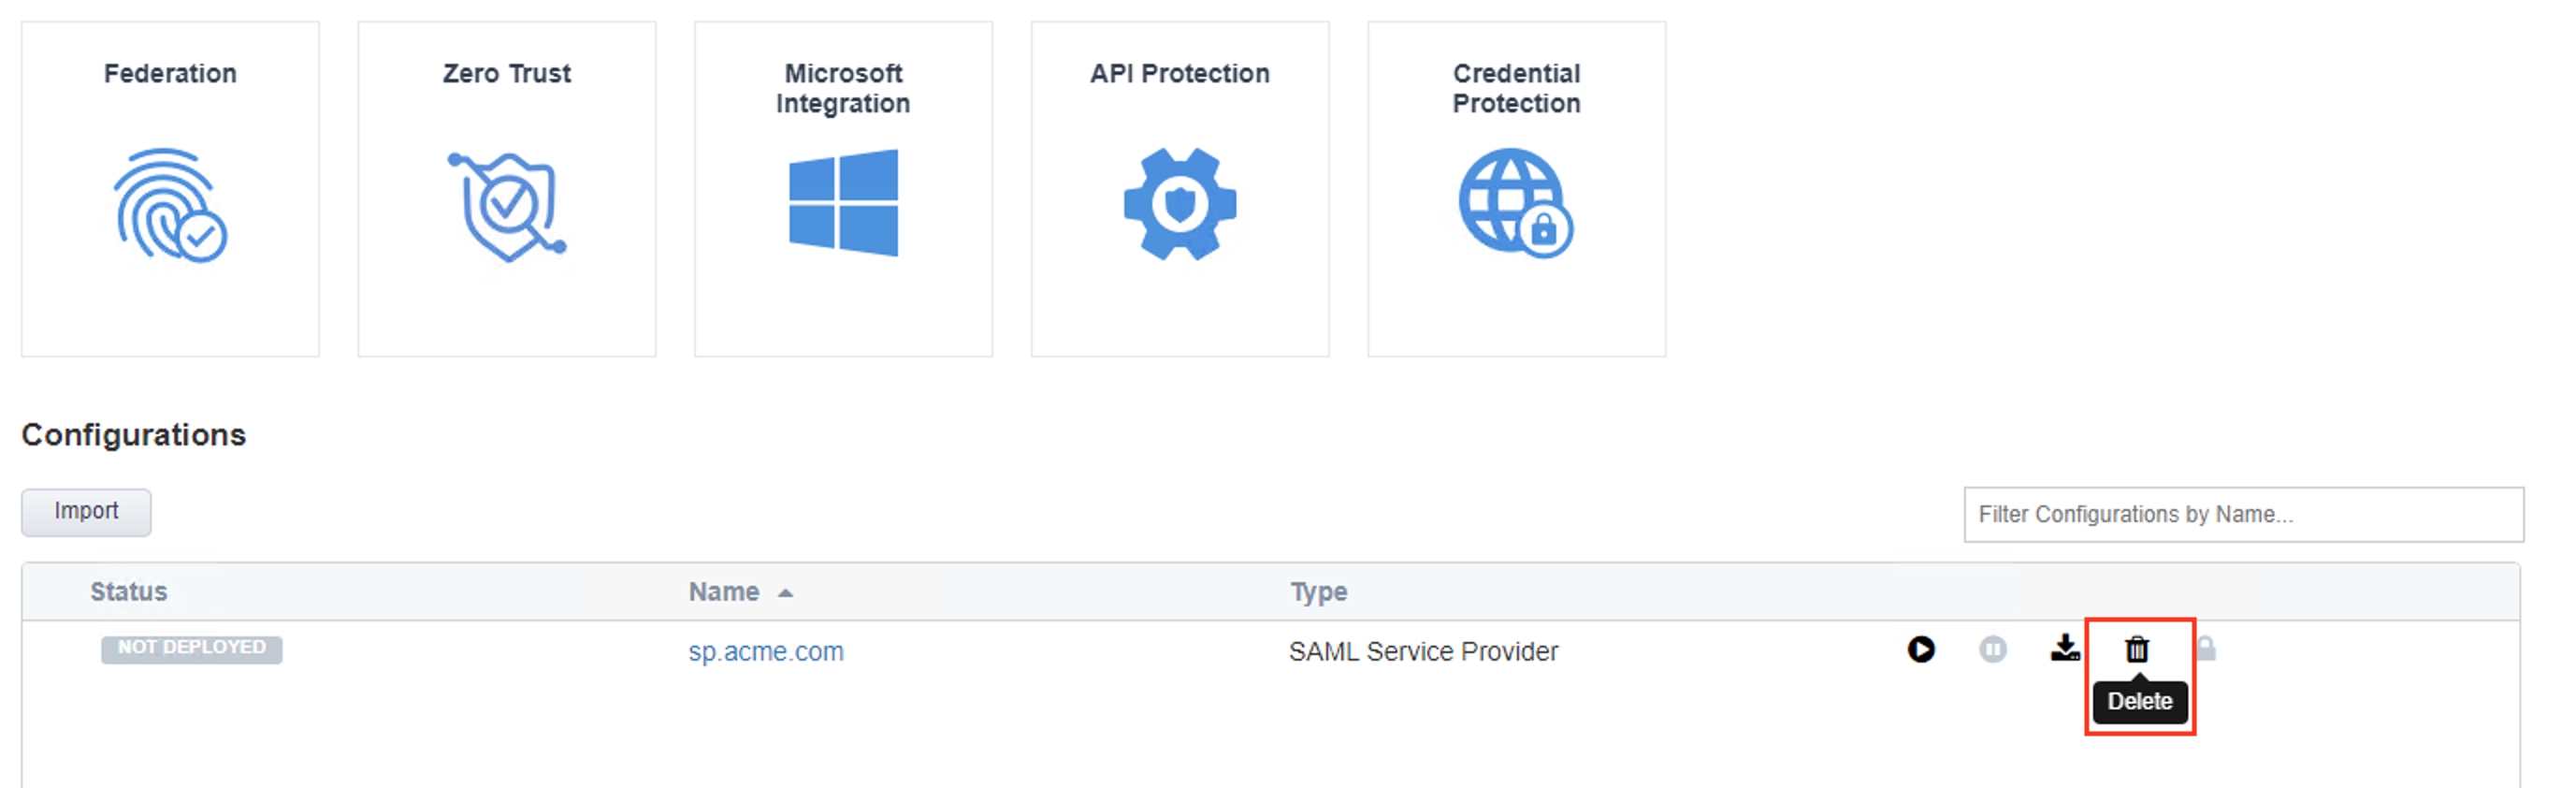 Federation
Zero Trust
Microsoft
Integration
API Protection
Credential
Protection
Configurations
Import
Filter Configurations by Name...
Status Name Type
NOT DEPLOYED sp.acme.com SAML Service Provider
Delete